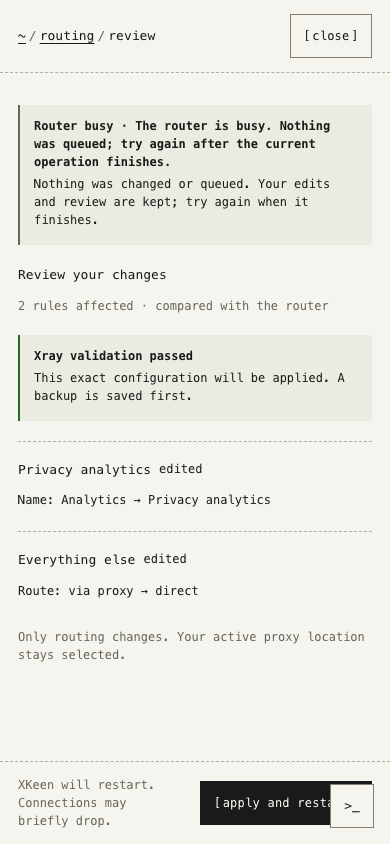 ~ / routing / review
[close]
Router busy · The router is busy. Nothing
was queued; try again after the current
operation finishes.
Nothing was changed or queued. Your edits
and review are kept; try again when it
finishes.
Review your changes
2 rules affected · compared with the router
Xray validation passed
This exact configuration will be applied. A
backup is saved first.
Privacy analytics edited
Name: Analytics → Privacy analytics
Everything else edited
Route: via proxy → direct
Only routing changes. Your active proxy location
stays selected.
XKeen will restart.
Connections may
briefly drop.
[apply and resta
>_